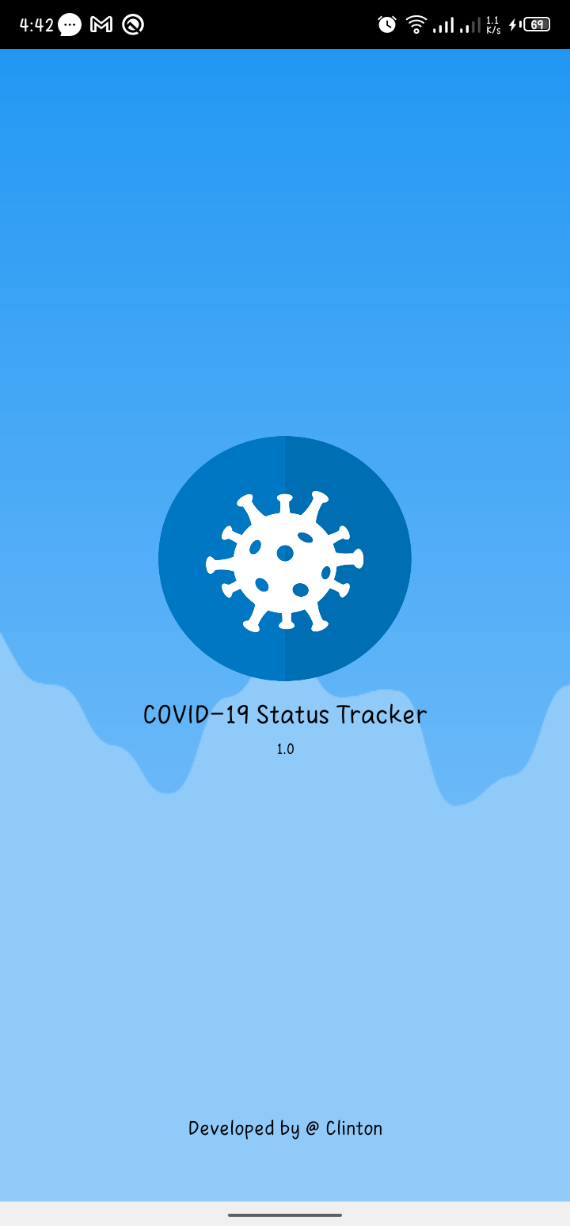 4:42
1.1
K/s
69
COVID-19 Status Tracker
1.0
Developed by @ Clinton